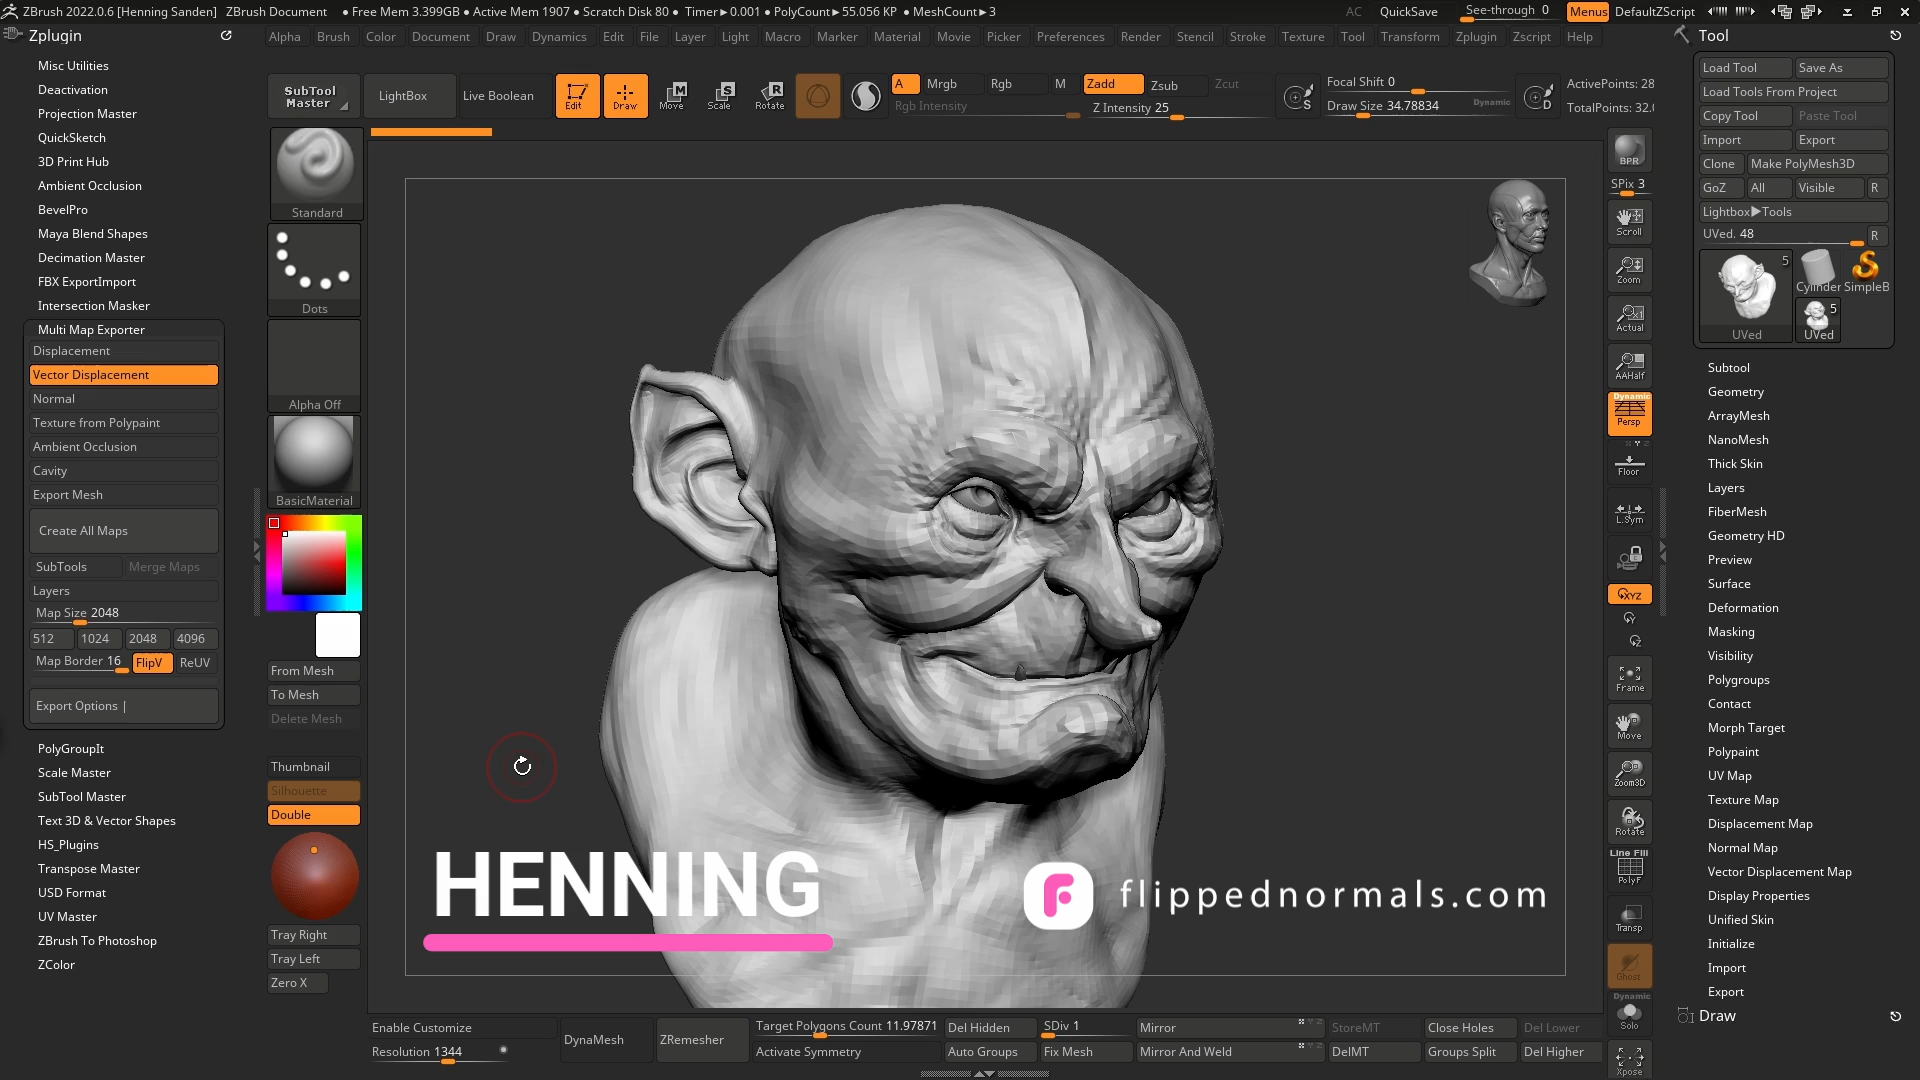 ZBrush 2022.0.6 [Henning Sanden] ZBrush Document • Free Mem 3.399GB • Active Mem 1907 • Scratch Disk 80 • Timer▶0.001 • PolyCount▶55.056 KP • MeshCount▶3 AC QuickSave See-through 0 Menus DefaultZScript
Zplugin
Alpha Brush Color Document Draw Dynamics Edit File Layer Light Macro Marker Material Movie Picker Preferences Render Stencil Stroke Texture Tool Transform Zplugin Zscript Help
Tool
Misc Utilities
Deactivation
Projection Master
QuickSketch
3D Print Hub
Ambient Occlusion
BevelPro
Maya Blend Shapes
Decimation Master
FBX ExportImport
Intersection Master
Multi Map Exporter
Displacement
Vector Displacement
Normal
Texture from Polypaint
Ambient Occlusion
Cavity
Export Mesh
Create All Maps
SubTools Merge Maps
Layers
Map Size 2048
512 1024 2048 4096
Map Border 16 FlipV ReUV
Export Options |
PolyGroupIt
Scale Master
SubTool Master
Text 3D & Vector Shapes
HS_Plugins
Transpose Master
USD Format
UV Master
ZBrush To Photoshop
ZColor
SubTool Master
LightBox
Live Boolean
Edit Draw Move Scale Rotate
A Mrgb Rgb M Zadd Zsub Zcut
Rgb Intensity Z Intensity 25
Focal Shift 0
Draw Size 34.78834 Dynamic
ActivePoints: 28
TotalPoints: 32.
Standard
Dots
Alpha Off
BasicMaterial
From Mesh
To Mesh
Delete Mesh
Thumbnail
Silhouette
Double
Tray Right
Tray Left
Zero X
HENNING
flippednormals.com
BPR
SPix 3
Scroll
Zoom
Actual
AAHalf
Dynamic
Persp
Floor
L.Sym
XYZ
Frame
Move
Zoom3D
Rotate
Line Fill
PolyF
Transp
Ghost
Dynamic
Solo
Xpose
Load Tool Save As
Load Tools From Project
Copy Tool Paste Tool
Import Export
Clone Make PolyMesh3D
GoZ All Visible R
Lightbox▶Tools
UVed. 48 R
5
Cylinder SimpleB
5
UVed UVed
Subtool
Geometry
ArrayMesh
NanoMesh
Thick Skin
Layers
FiberMesh
Geometry HD
Preview
Surface
Deformation
Masking
Visibility
Polygroups
Contact
Morph Target
Polypaint
UV Map
Texture Map
Displacement Map
Normal Map
Vector Displacement Map
Display Properties
Unified Skin
Initialize
Import
Export
Draw
Enable Customize
Resolution 1344
DynaMesh
ZRemesher
Target Polygons Count 11.97871
Activate Symmetry
Del Hidden
Auto Groups
SDiv 1
Fix Mesh
Mirror
Mirror And Weld
StoreMT
DelMT
Close Holes
Groups Split
Del Lower
Del Higher